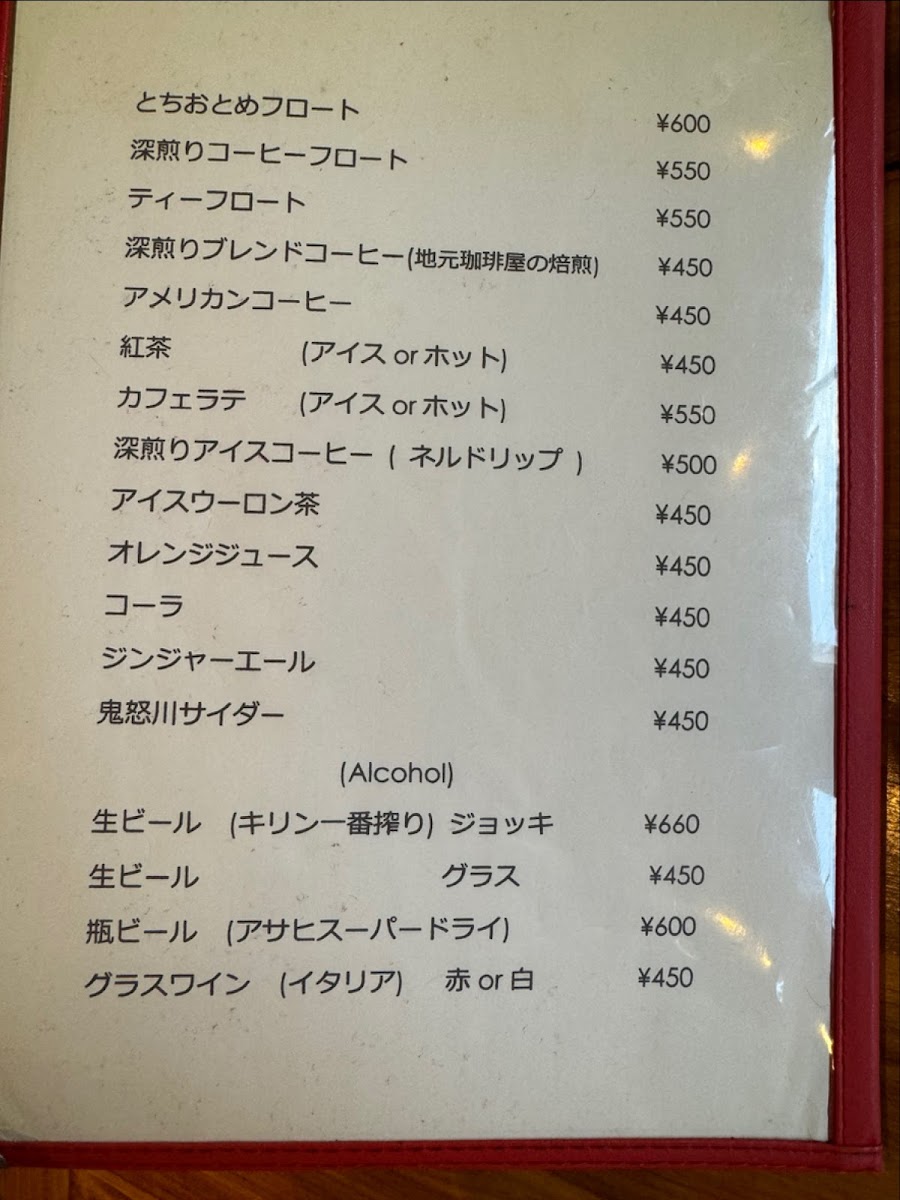 とちおとめフロート ¥600
深煎りコーヒーフロート ¥550
ティーフロート ¥550
深煎りブレンドコーヒー(地元珈琲屋の焙煎) ¥450
アメリカンコーヒー ¥450
紅茶 (アイス or ホット) ¥450
カフェラテ (アイス or ホット) ¥550
深煎りアイスコーヒー ( ネルドリップ ) ¥500
アイスウーロン茶 ¥450
オレンジジュース ¥450
コーラ ¥450
ジンジャーエール ¥450
鬼怒川サイダー ¥450
(Alcohol)
生ビール (キリン一番搾り) ジョッキ ¥660
生ビール グラス ¥450
瓶ビール (アサヒスーパードライ) ¥600
グラスワイン (イタリア) 赤 or 白 ¥450